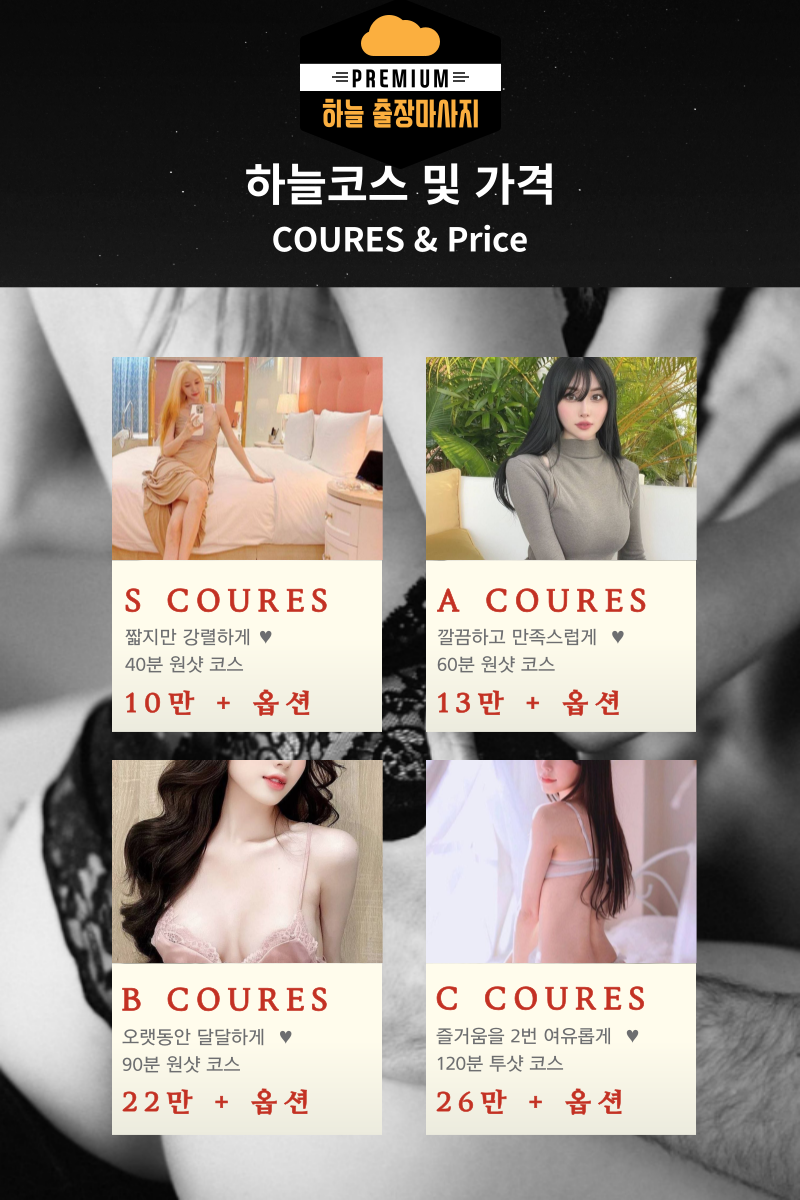 PREMIUM
하늘 출장마사지
하늘코스 및 가격
COURES & Price
S COURES
짧지만 강렬하게 ♥
40분 원샷 코스
10만 + 옵션
A COURES
깔끔하고 만족스럽게 ♥
60분 원샷 코스
13만 + 옵션
B COURES
오랫동안 달달하게 ♥
90분 원샷 코스
22만 + 옵션
C COURES
즐거움을 2번 여유롭게 ♥
120분 투샷 코스
26만 + 옵션